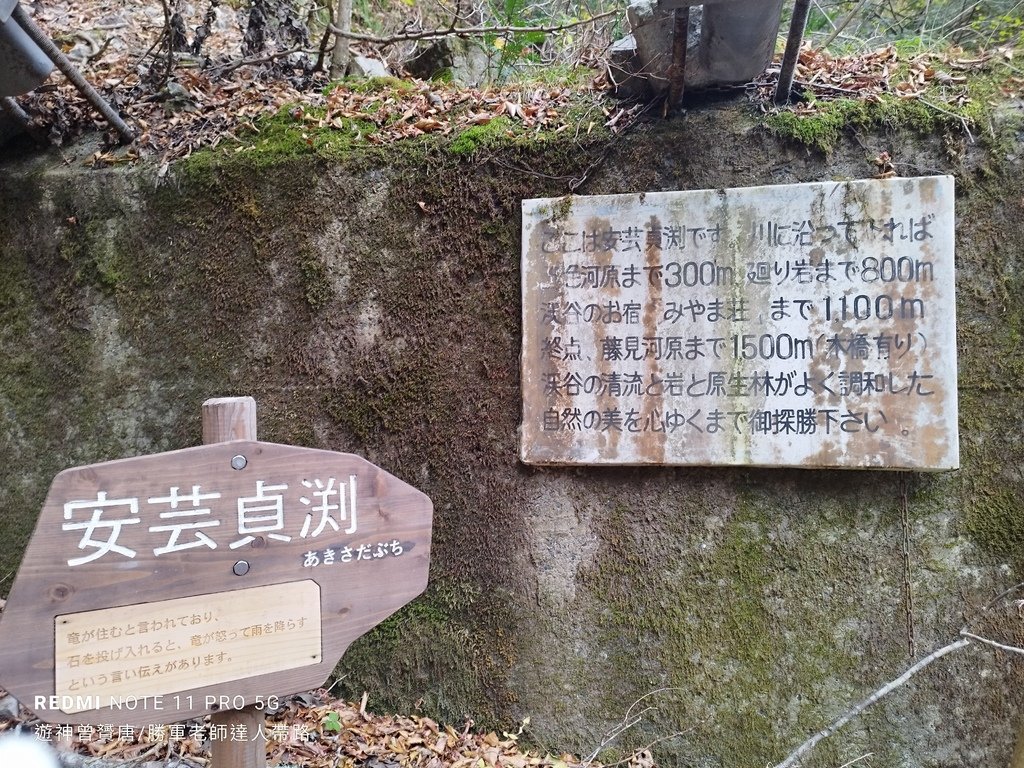 ここは安芸貞渕です 川に沿って れば
色河原まで300m 廻り岩まで800m
渓谷のお宿 みやま荘 まで1,100m
終点、藤見河原まで1500m(木橋有り)
渓谷の清流と岩と原生林がよく調和した
自然の美を心ゆくまで御探勝下さい。
安芸貞渕
あきさだぶち
竜が住むと言われており、
石を投げ入れると、竜が怒って雨を降らす
という言い伝えがあります。
REDMI NOTE 11 PRO 5G
遊神曾寶唐/勝軍老師達人帶路